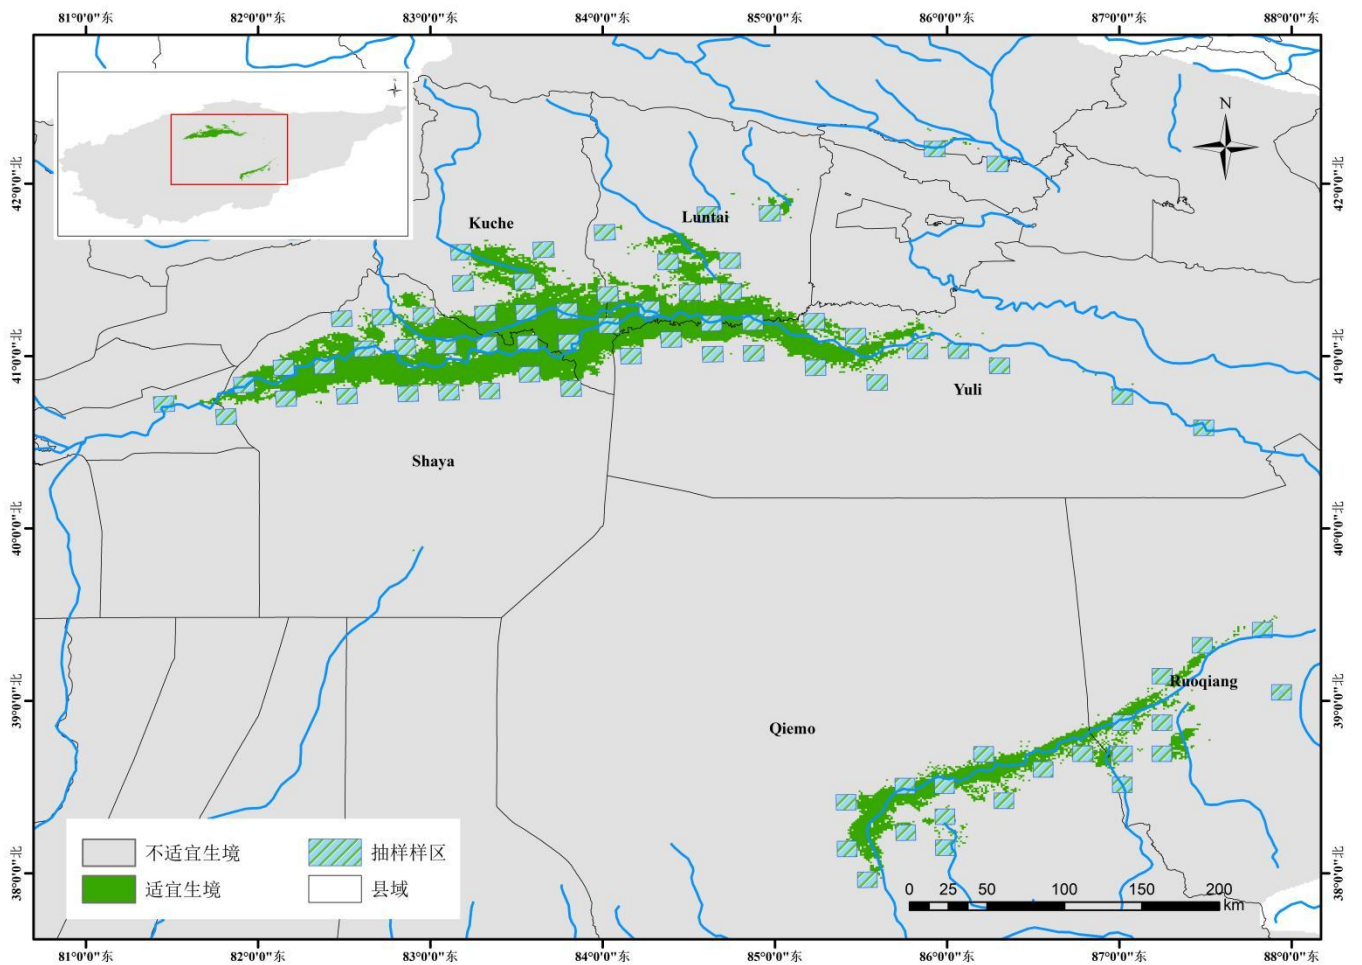 81°0'0"东 82°0'0"东 83°0'0"东 84°0'0"东 85°0'0"东 86°0'0"东 87°0'0"东 88°0'0"东
N
42°0'0"北 42°0'0"北
Kuche Luntai
41°0'0"北 41°0'0"北
Yuli
Shaya
40°0'0"北 40°0'0"北
39°0'0"北 Ruoqiang 39°0'0"北
Qiemo
不适宜生境 抽样样区
适宜生境 县域
38°0'0"北 38°0'0"北
0 25 50 100 150 200
km
81°0'0"东 82°0'0"东 83°0'0"东 84°0'0"东 85°0'0"东 86°0'0"东 87°0'0"东 88°0'0"东